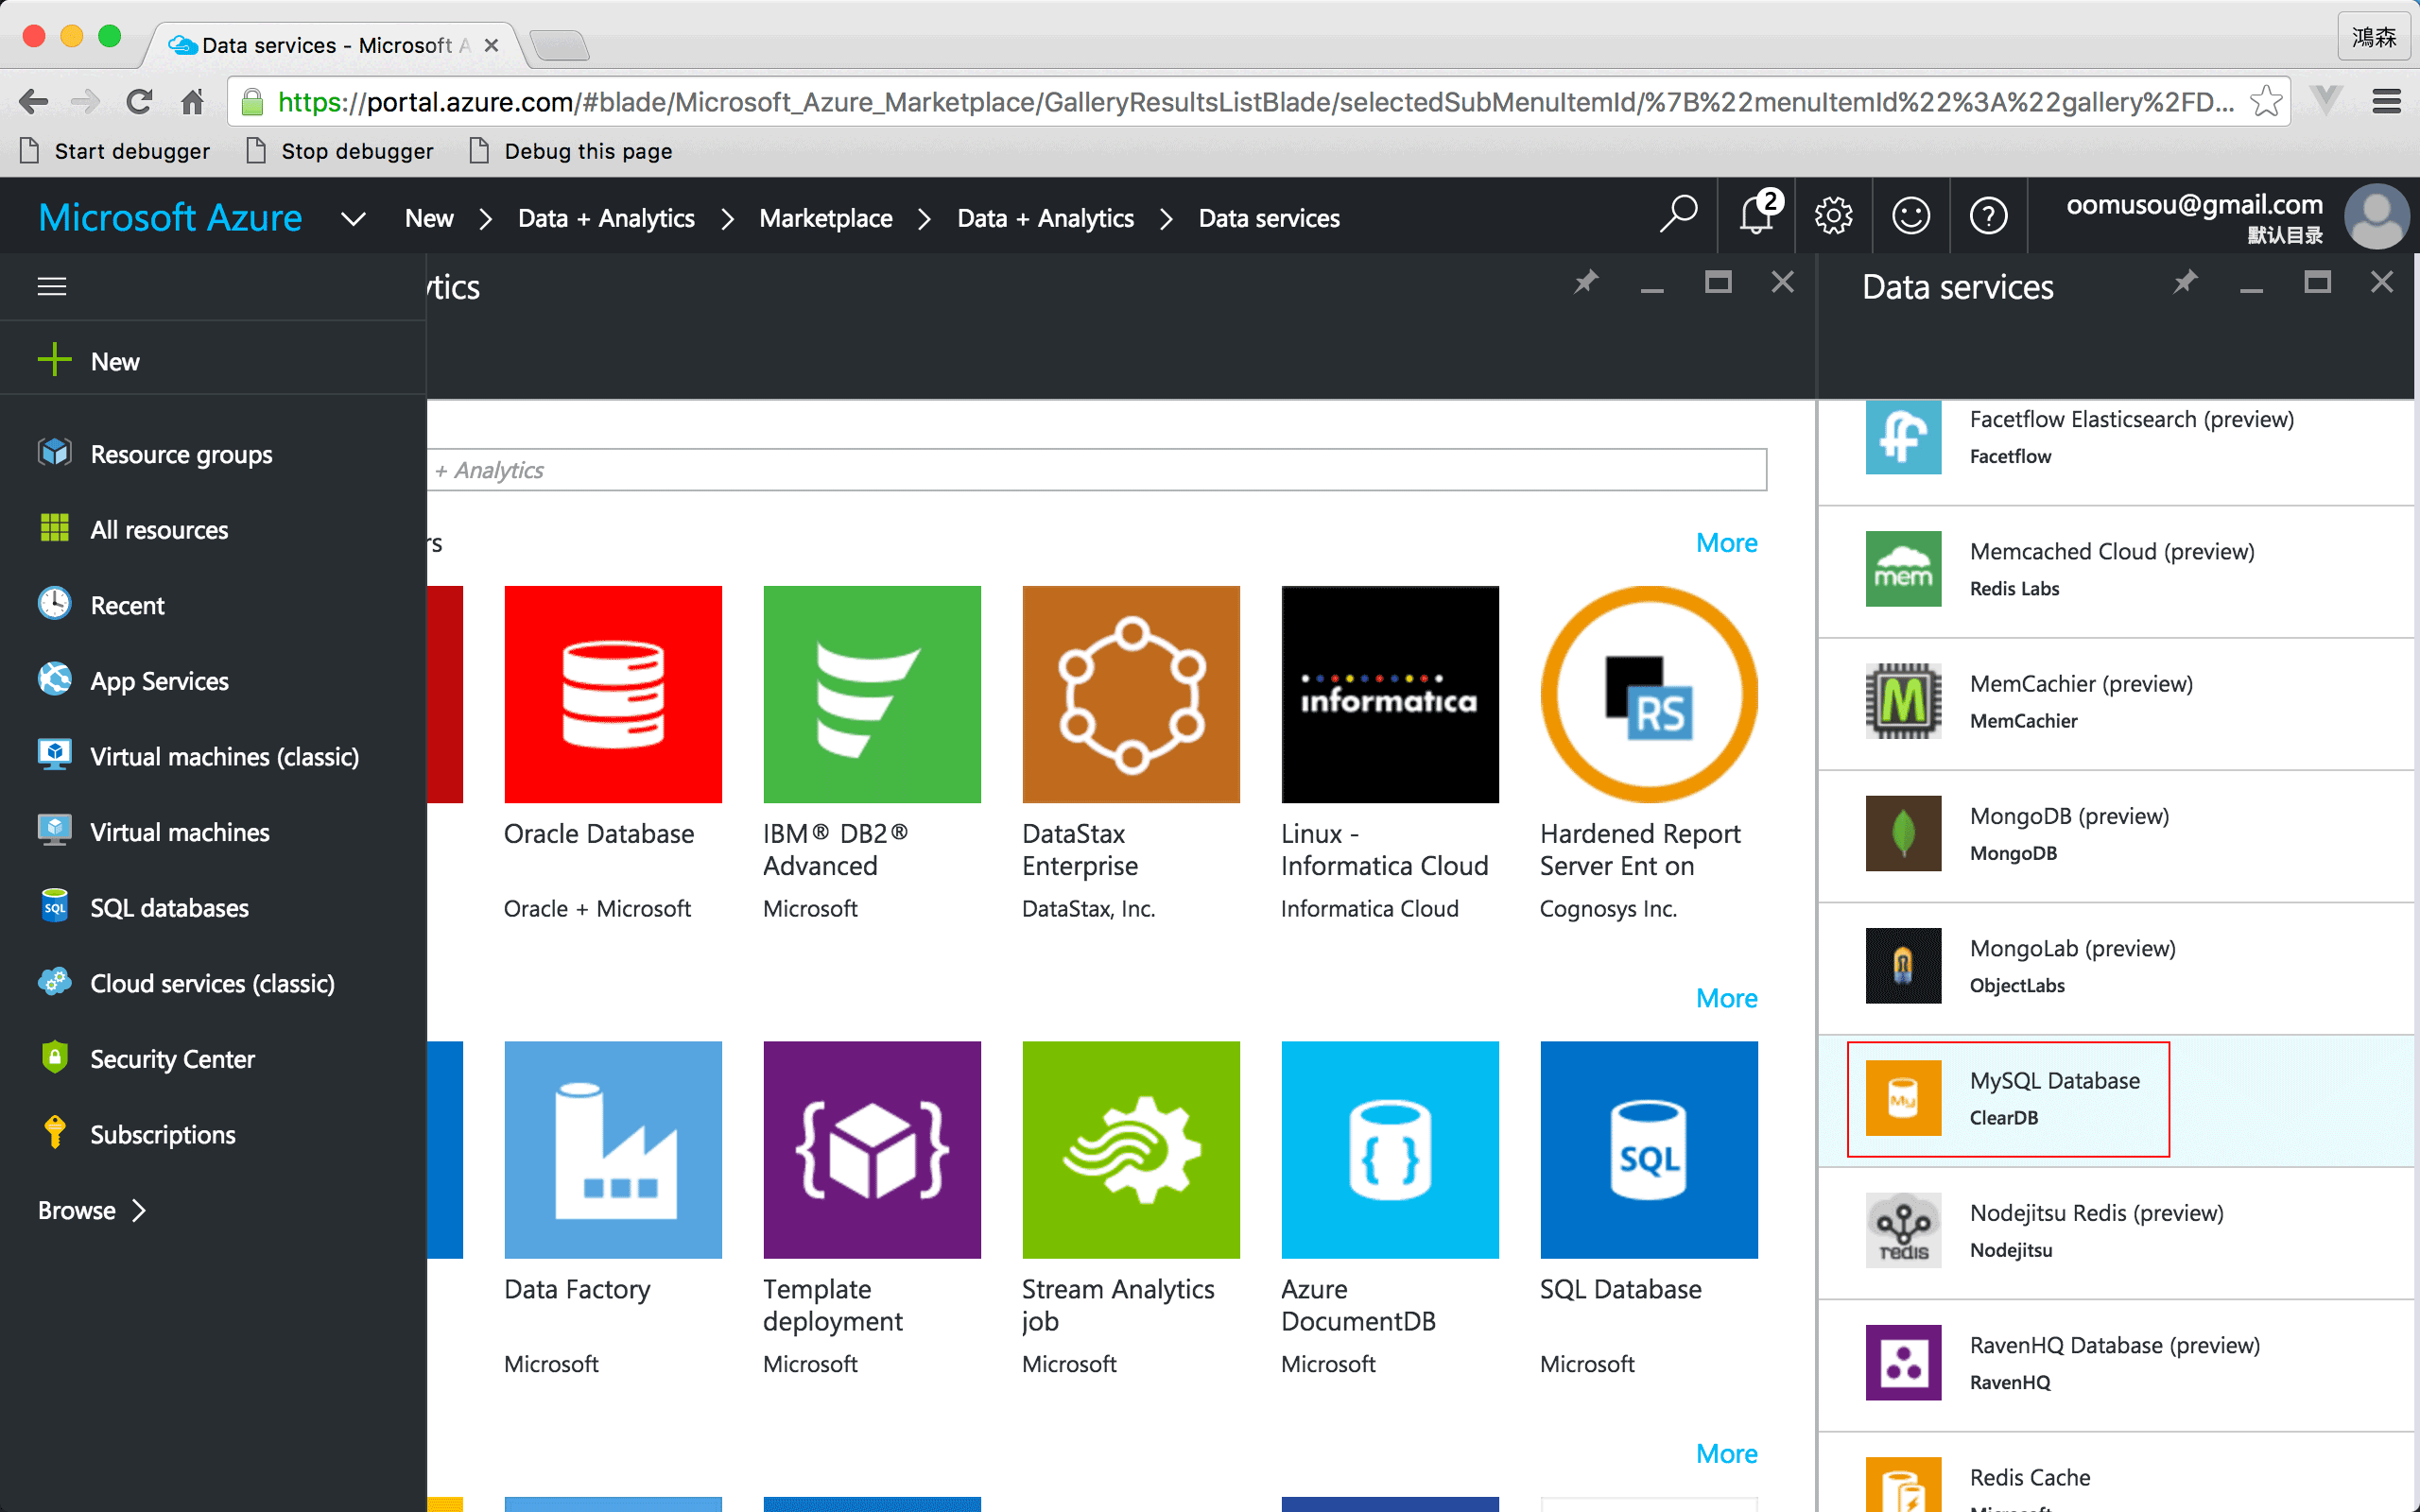 Data services - Microsoft A
鴻森
https://portal.azure.com/#blade/Microsoft_Azure_Marketplace/GalleryResultsListBlade/selectedSubMenuItemId/%7B%22menuItemId%22%3A%22gallery%2FD...
Start debugger
Stop debugger
Debug this page
Microsoft Azure
New
Data + Analytics
Marketplace
Data + Analytics
Data services
2
oomusou@gmail.com
默认目录
New
Resource groups
All resources
Recent
App Services
Virtual machines (classic)
Virtual machines
SQL
SQL databases
Cloud services (classic)
Security Center
Subscriptions
Browse
ytics
+ Analytics
rs
More
informatica
RS
Oracle Database
Oracle + Microsoft
IBM® DB2®
Advanced
Microsoft
DataStax
Enterprise
DataStax, Inc.
Linux -
Informatica Cloud
Informatica Cloud
Hardened Report
Server Ent on
Cognosys Inc.
More
SQL
Data Factory
Microsoft
Template
deployment
Microsoft
Stream Analytics
job
Microsoft
Azure
DocumentDB
Microsoft
SQL Database
Microsoft
More
Data services
Facetflow Elasticsearch (preview)
Facetflow
mem
Memcached Cloud (preview)
Redis Labs
M
MemCachier (preview)
MemCachier
MongoDB (preview)
MongoDB
MongoLab (preview)
ObjectLabs
My
MySQL Database
ClearDB
redis
Nodejitsu Redis (preview)
Nodejitsu
RavenHQ Database (preview)
RavenHQ
Redis Cache